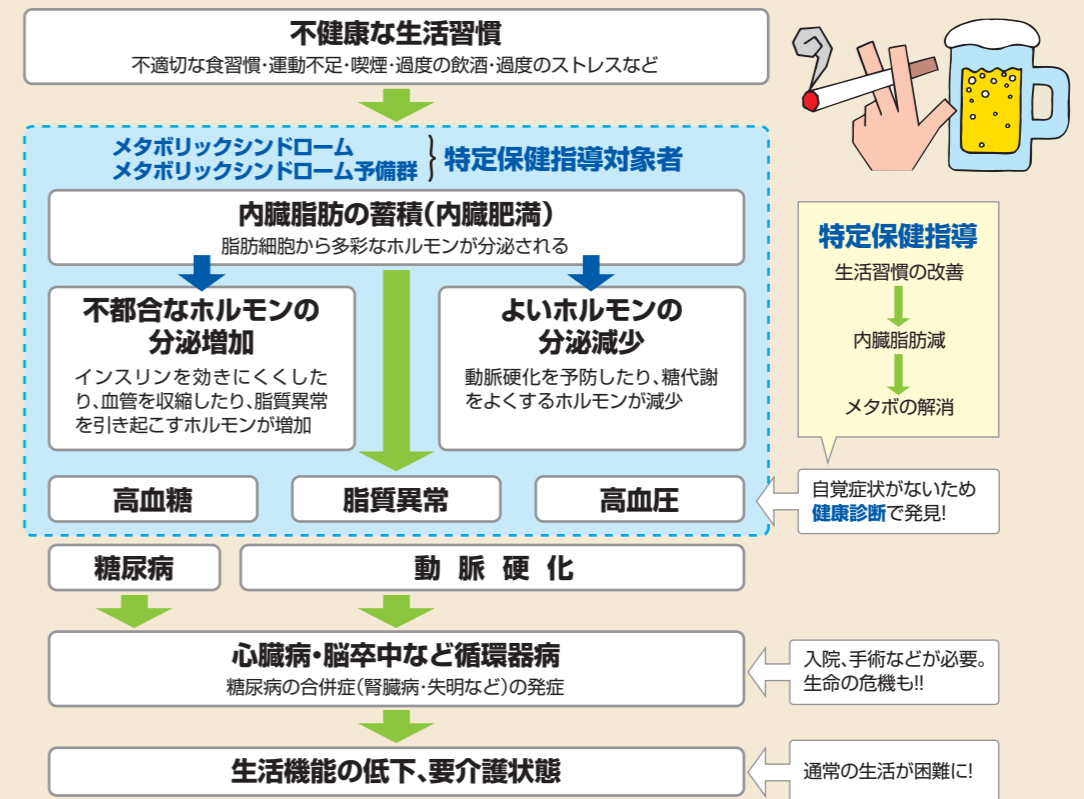 不健康な生活習慣
不適切な食習慣・運動不足・喫煙・過度の飲酒・過度のストレスなど
メタボリックシンドローム
メタボリックシンドローム予備群
特定保健指導対象者
内臓脂肪の蓄積(内臓肥満)
脂肪細胞から多彩なホルモンが分泌される
不都合なホルモンの
分泌増加
インスリンを効きにくくした
り、血管を収縮したり、脂質異常
を引き起こすホルモンが増加
よいホルモンの
分泌減少
動脈硬化を予防したり、糖代謝
をよくするホルモンが減少
高血糖
脂質異常
高血圧
特定保健指導
生活習慣の改善
内臓脂肪減
メタボの解消
自覚症状がないため
健康診断で発見!
糖尿病
動脈硬化
心臓病・脳卒中など循環器病
糖尿病の合併症(腎臓病・失明など)の発症
入院、手術などが必要。
生命の危機も!!
生活機能の低下、要介護状態
通常の生活が困難に!